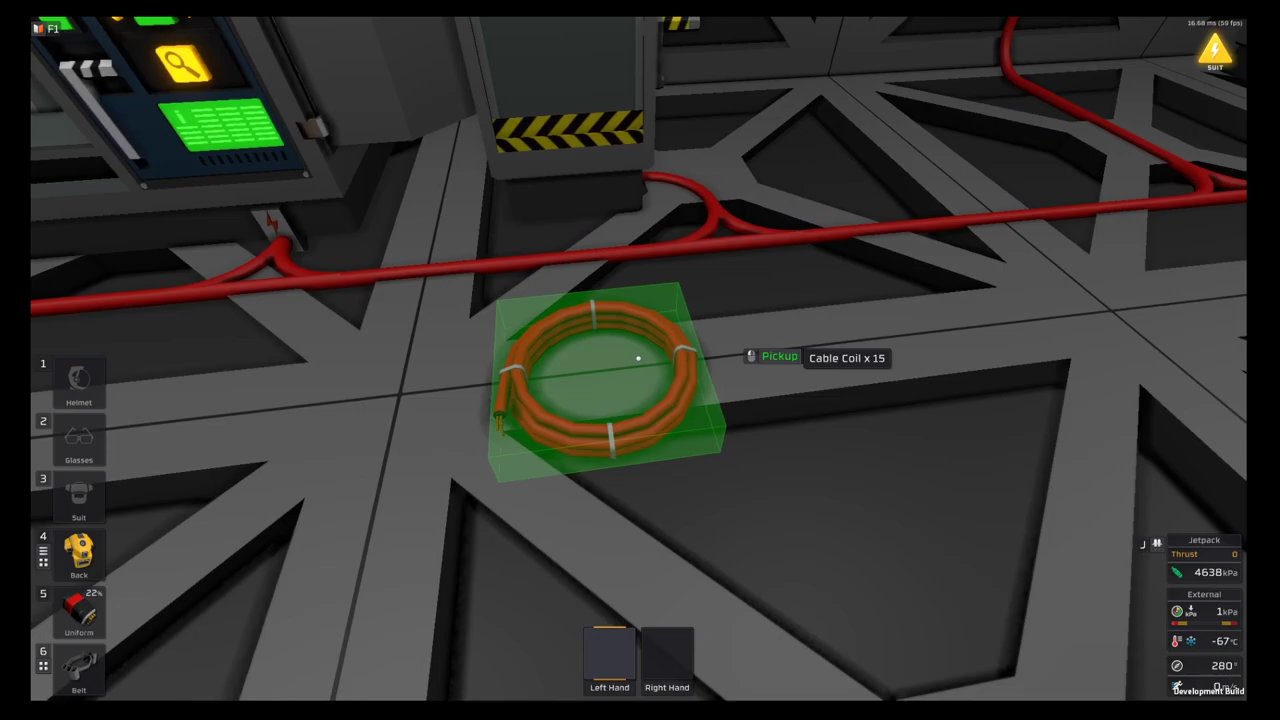 F1
16.68 ms (59 fps)
SUIT
Pickup
Cable Coil x 15
1
Helmet
2
Glasses
3
Suit
4
Back
5
22%
Uniform
6
Belt
Left Hand
Right Hand
J
Jetpack
Thrust 0
4638kPa
External
kPa
1kPa
-67°C
280°
0m/s
Development Build